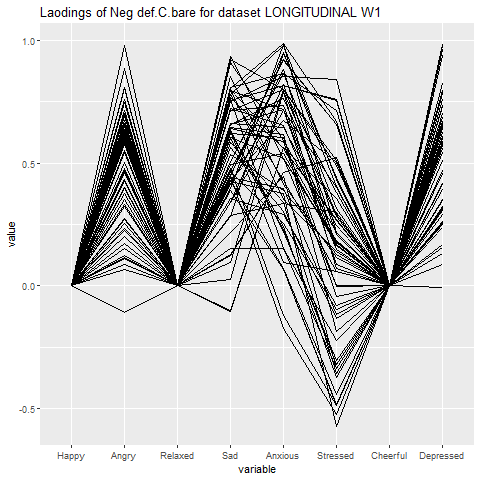 Laodings of Neg def.C.bare for dataset LONGITUDINAL W1
1.0
0.5
0.0
-0.5
value
Happy Angry Relaxed Sad Anxious Stressed Cheerful Depressed
variable